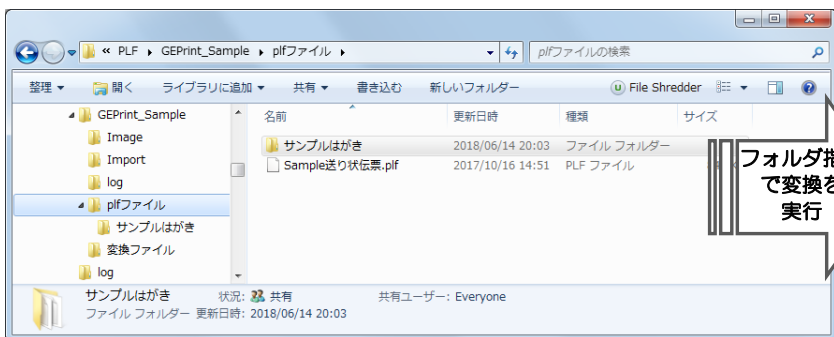 « PLF ▸ GEPrint_Sample ▸ plfファイル ▸
plfファイルの検索
整理 ▾ 開く ライブラリに追加 ▾ 共有 ▾ 書き込む 新しいフォルダー File Shredder
GEPrint_Sample
Image
Import
log
plfファイル
サンプルはがき
変換ファイル
log
名前 更新日時 種類 サイズ
サンプルはがき 2018/06/14 20:03 ファイル フォルダー
Sample送り状伝票.plf 2017/10/16 14:51 PLF ファイル
フォルダ指
で変換を
実行
サンプルはがき 状況: 共有 共有ユーザー: Everyone
ファイル フォルダー 更新日時: 2018/06/14 20:03